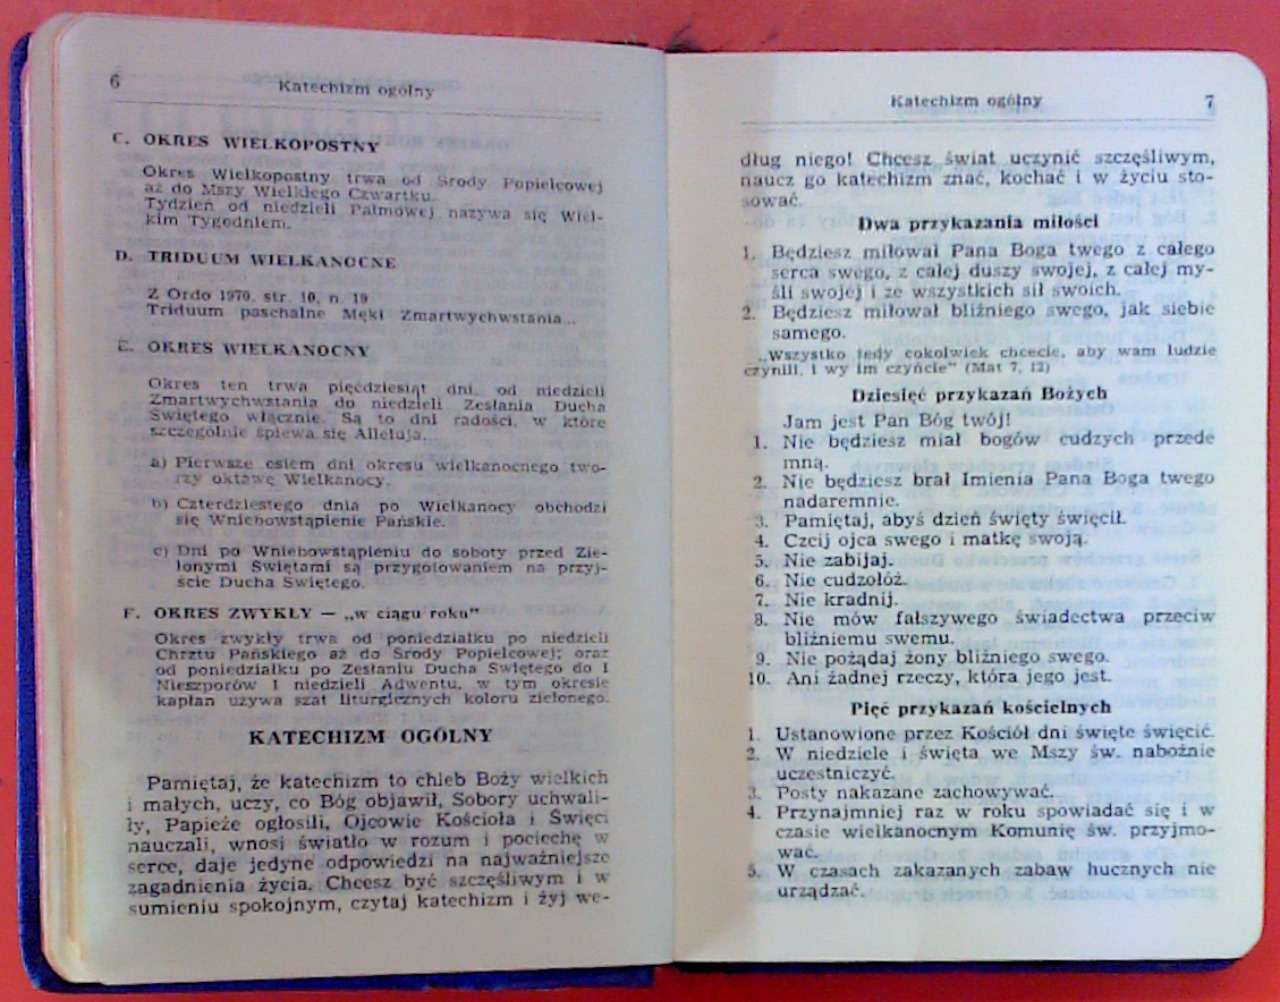 6
Katechizm ogólny
C. OKRES WIELKOPOSTNY
Okres Wielkopostny trwa od Środy Popielcowej
aż do Mszy Wielkiego Czwartku.
Tydzień od niedzieli Palmowej nazywa się Wiel-
kim Tygodniem.
D. TRIDUUM WIELKANOCNE
Z Ordo 1970. str. 10, n. 19
Triduum paschalne Męki Zmartwychwstania...
E. OKRES WIELKANOCNY
Okres ten trwa pięćdziesiąt dni, od niedzieli
Zmartwychwstania do niedzieli Zesłania Ducha
Świętego włącznie. Są to dni radości, w które
szczególnie śpiewa się Alleluja.
a) Pierwsze osiem dni okresu wielkanocnego two-
rzy oktawę Wielkanocy.
b) Czterdziestego dnia po Wielkanocy obchodzi
się Wniebowstąpienie Pańskie.
c) Dni po Wniebowstąpieniu do soboty przed Zie-
lonymi Świętami są przygotowaniem na przyj-
ście Ducha Świętego.
F. OKRES ZWYKŁY — „w ciągu roku"
Okres zwykły trwa od poniedziałku po niedzieli
Chrztu Pańskiego aż do Środy Popielcowej; oraz
od poniedziałku po Zesłaniu Ducha Świętego do I
Nieszporów I niedzieli Adwentu. w tym okresie
kapłan używa szat liturgicznych koloru zielonego.
KATECHIZM OGÓLNY
Pamiętaj, że katechizm to chleb Boży wielkich
i małych, uczy, co Bóg objawił, Sobory uchwali-
ły, Papieże ogłosili, Ojcowie Kościoła i Święci
nauczali, wnosi światło w rozum i pociechę w
serce, daje jedyne odpowiedzi na najważniejsze
zagadnienia życia. Chcesz być szczęśliwym i w
sumieniu spokojnym, czytaj katechizm i żyj we-
Katechizm ogólny
7
dług niego! Chcesz świat uczynić szczęśliwym,
naucz go katechizm znać, kochać i w życiu sto-
sować.
Dwa przykazania miłości
1. Będziesz miłował Pana Boga twego z całego
serca swego, z całej duszy swojej, z całej my-
śli swojej i ze wszystkich sił swoich.
2. Będziesz miłował bliźniego swego, jak siebie
samego.
„Wszystko tedy cokolwiek chcecie, aby wam ludzie
czynili, i wy im czyńcie" (Mat 7, 12)
Dziesięć przykazań Bożych
Jam jest Pan Bóg twój!
1. Nie będziesz miał bogów cudzych przede
mną.
2. Nie będziesz brał Imienia Pana Boga twego
nadaremnie.
3. Pamiętaj, abyś dzień święty święcił.
4. Czcij ojca swego i matkę swoją.
5. Nie zabijaj.
6. Nie cudzołóż.
7. Nie kradnij.
8. Nie mów fałszywego świadectwa przeciw
bliźniemu swemu.
9. Nie pożądaj żony bliźniego swego.
10. Ani żadnej rzeczy, która jego jest.
Pięć przykazań kościelnych
1. Ustanowione przez Kościół dni święte święcić.
2. W niedziele i święta we Mszy św. nabożnie
uczestniczyć.
3. Posty nakazane zachowywać.
4. Przynajmniej raz w roku spowiadać się i w
czasie wielkanocnym Komunię św. przyjmo-
wać.
5. W czasach zakazanych zabaw hucznych nie
urządzać.